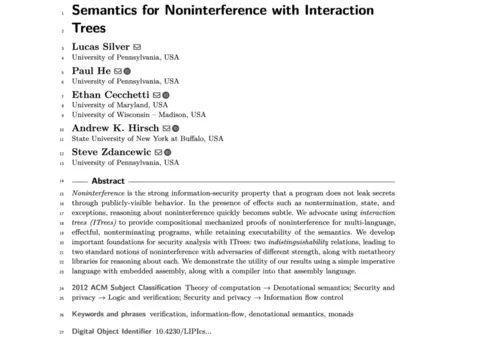 1 Semantics for Noninterference with Interaction
2 Trees
3 Lucas Silver
4 University of Pennsylvania, USA
5 Paul He
6 University of Pennsylvania, USA
7 Ethan Cecchetti
8 University of Maryland, USA
9 University of Wisconsin – Madison, USA
10 Andrew K. Hirsch
11 State University of New York at Buffalo, USA
12 Steve Zdancewic
13 University of Pennsylvania, USA
14 Abstract
15 Noninterference is the strong information-security property that a program does not leak secrets
16 through publicly-visible behavior. In the presence of effects such as nontermination, state, and
17 exceptions, reasoning about noninterference quickly becomes subtle. We advocate using interaction
18 trees (ITrees) to provide compositional mechanized proofs of noninterference for multi-language,
19 effectful, nonterminating programs, while retaining executability of the semantics. We develop
20 important foundations for security analysis with ITrees: two indistinguishability relations, leading to
21 two standard notions of noninterference with adversaries of different strength, along with metatheory
22 libraries for reasoning about each. We demonstrate the utility of our results using a simple imperative
23 language with embedded assembly, along with a compiler into that assembly language.
24 2012 ACM Subject Classification Theory of computation → Denotational semantics; Security and
25 privacy → Logic and verification; Security and privacy → Information flow control
26 Keywords and phrases verification, information-flow, denotational semantics, monads
27 Digital Object Identifier 10.4230/LIPIcs...